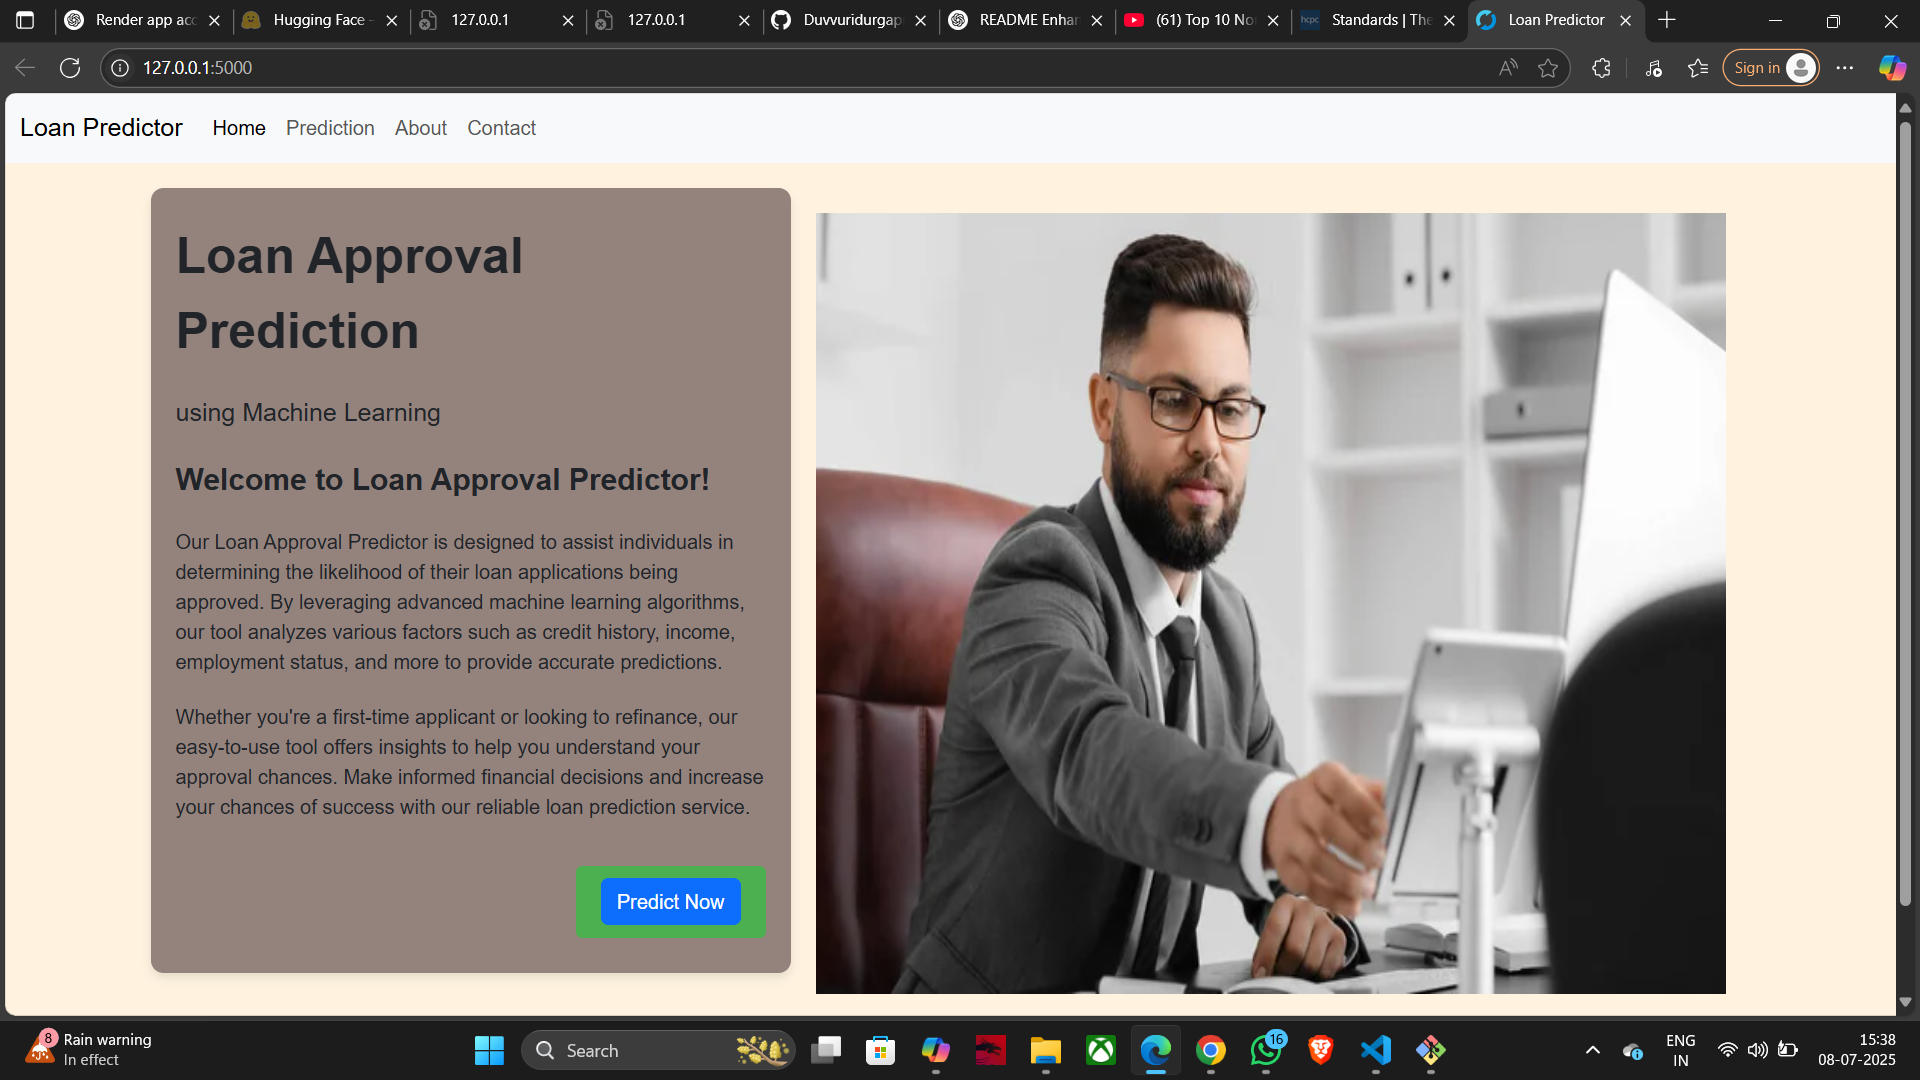 Render app acc
Hugging Face -
127.0.0.1
127.0.0.1
Duvvuridurgap
README Enhan
(61) Top 10 No
hcpc
Standards | The
Loan Predictor
127.0.0.1:5000
Sign in
Loan Predictor
Home
Prediction
About
Contact
Loan Approval
Prediction
using Machine Learning
Welcome to Loan Approval Predictor!
Our Loan Approval Predictor is designed to assist individuals in
determining the likelihood of their loan applications being
approved. By leveraging advanced machine learning algorithms,
our tool analyzes various factors such as credit history, income,
employment status, and more to provide accurate predictions.
Whether you're a first-time applicant or looking to refinance, our
easy-to-use tool offers insights to help you understand your
approval chances. Make informed financial decisions and increase
your chances of success with our reliable loan prediction service.
Predict Now
8
Rain warning
In effect
Search
16
ENG
IN
15:38
08-07-2025